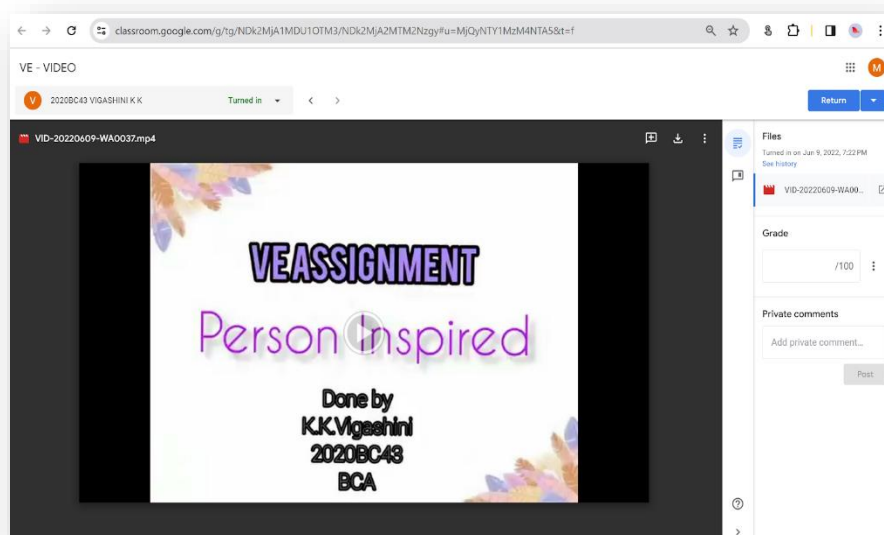 classroom.google.com/g/tg/NDk2MjA1MDU1OTM3/NDk2MjA2MTM2Nzgy#u=MjQyNTY1MzM4NTA5&t=f
VE - VIDEO
M
V 2020BC43 VIGASHINI K K Turned in
Return
VID-20220609-WA0037.mp4
VE ASSIGNMENT
Person Inspired
Done by
K.K.Vigashini
2020BC43
BCA
Files
Turned in on Jun 9, 2022, 7:22 PM
See history
VID-20220609-WA00...
Grade
/100
Private comments
Add private comment...
Post